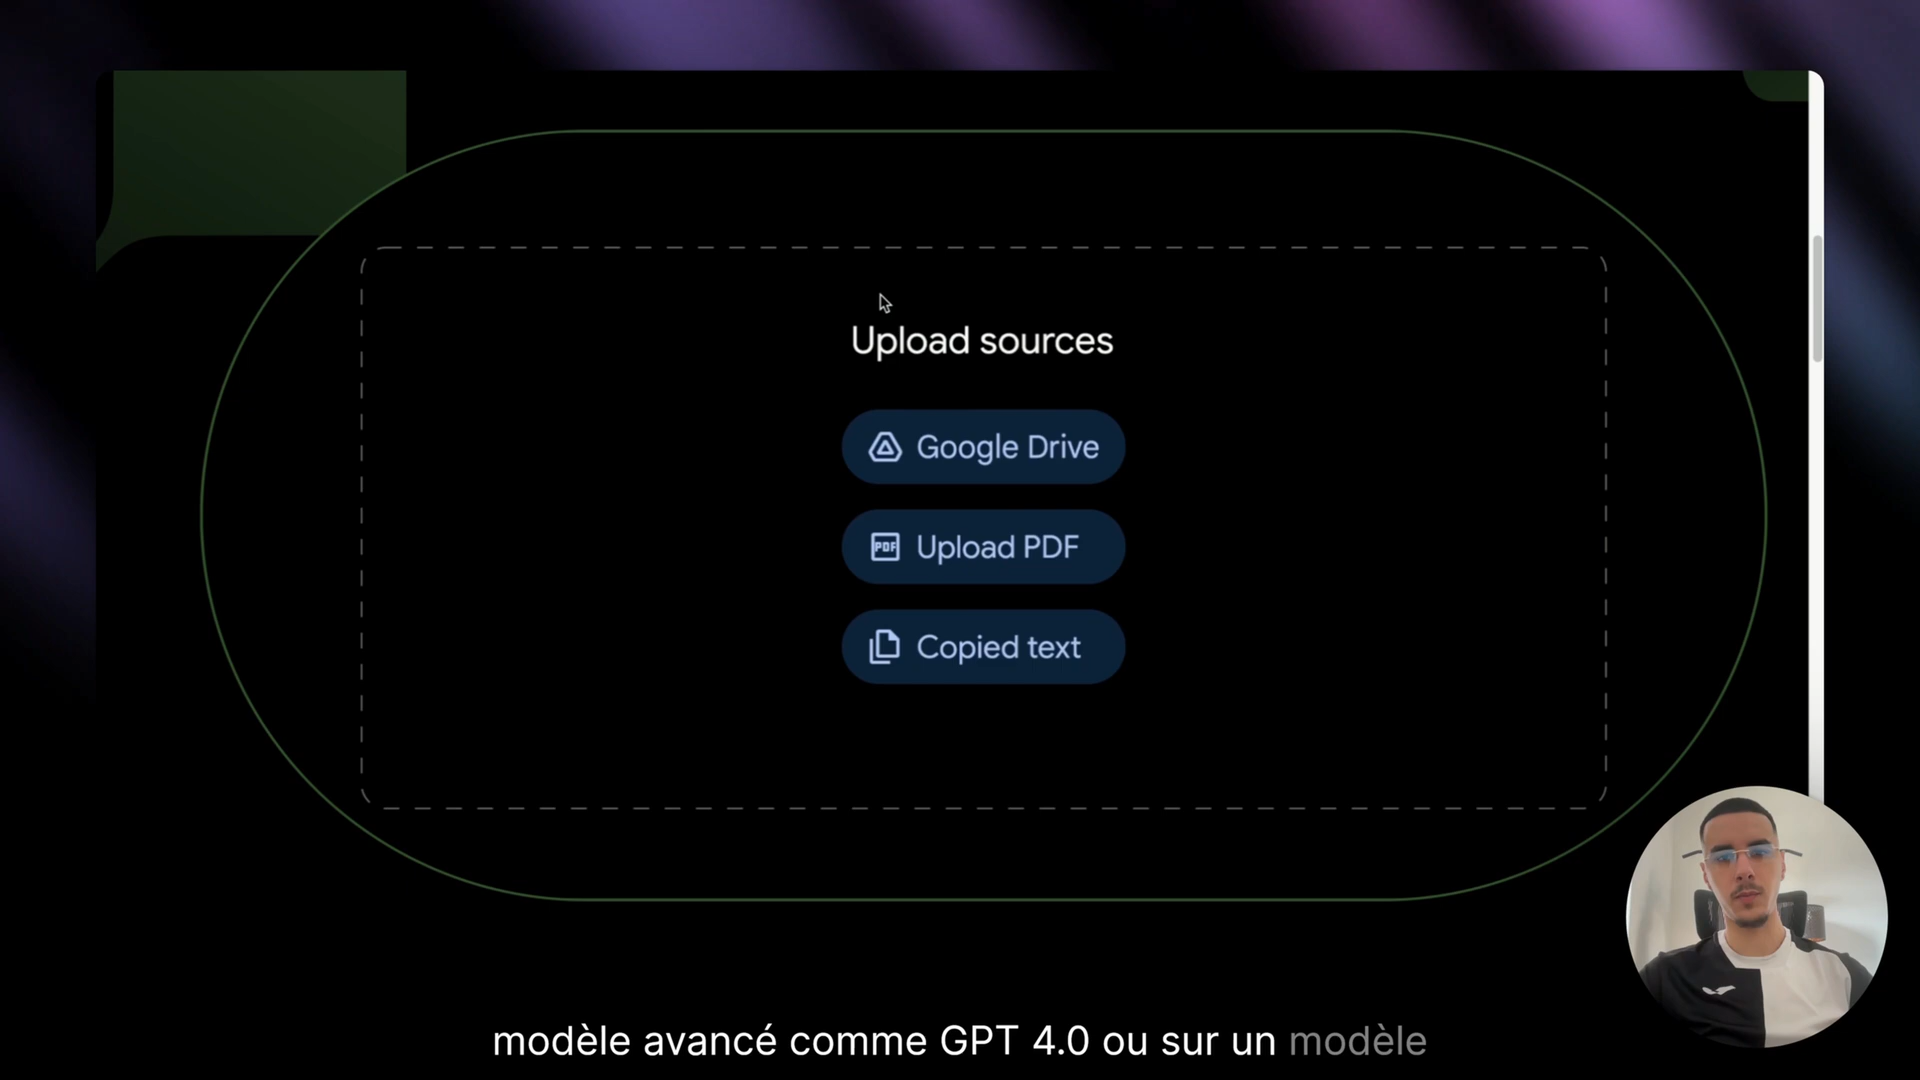 Upload sources
Google Drive
PDF
Upload PDF
Copied text
modèle avancé comme GPT 4.0 ou sur un modèle